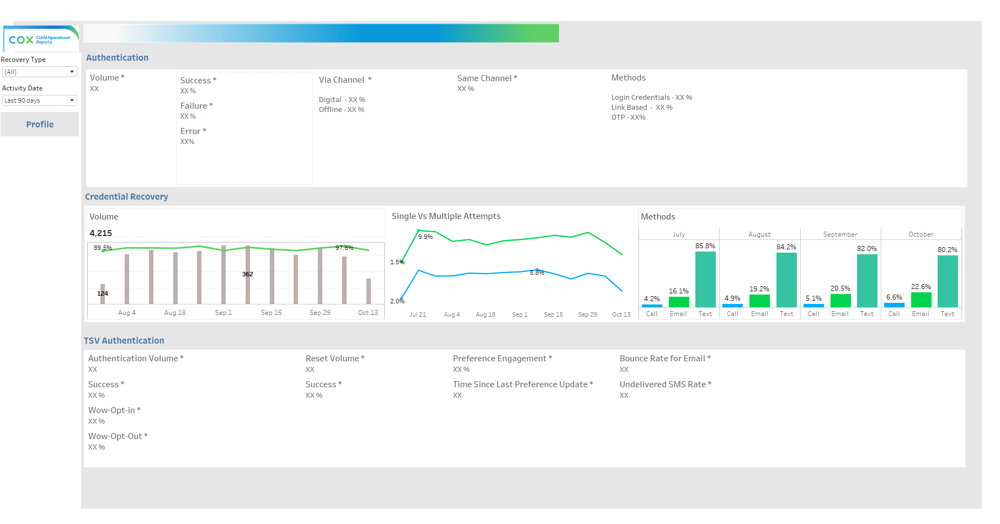 COX CIAM Operational
Reports
Recovery Type
(All)
Activity Date
Last 90 days
Profile
Authentication
Volume *
XX
Success *
XX %
Failure *
XX %
Error *
XX%
Via Channel *
Digital - XX %
Offline - XX %
Same Channel *
XX %
Methods
Login Credentials - XX %
Link Based - XX %
OTP - XX%
Credential Recovery
Volume
4,215
89.5%
97.6%
362
124
Aug 4 Aug 18 Sep 1 Sep 15 Sep 29 Oct 13
Single Vs Multiple Attempts
9.9%
1.5%
8.8%
2.0%
Jul 21 Aug 4 Aug 18 Sep 1 Sep 15 Sep 29 Oct 13
Methods
July August September October
4.2% 16.1% 85.8% 4.9% 19.2% 84.2% 5.1% 20.5% 82.0% 6.6% 22.6% 80.2%
Call Email Text Call Email Text Call Email Text Call Email Text
TSV Authentication
Authentication Volume *
XX
Success *
XX %
Wow-Opt-in *
XX %
Wow-Opt-Out *
XX %
Reset Volume *
XX
Success *
XX %
Preference Engagement *
XX %
Time Since Last Preference Update *
XX
Bounce Rate for Email *
XX
Undelivered SMS Rate *
XX